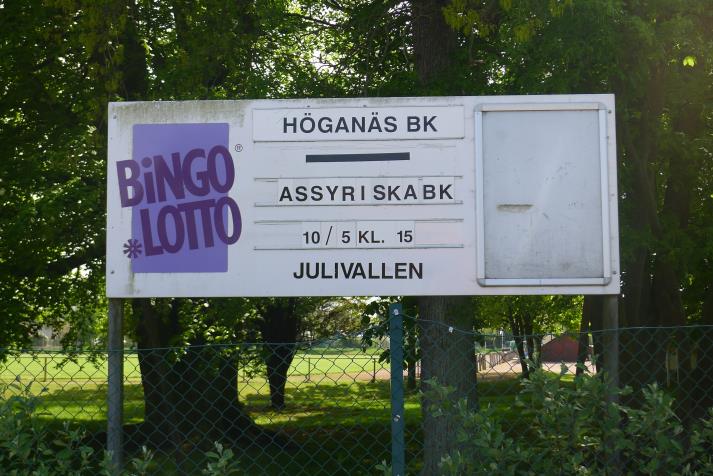 BiNGO
LOTTO
®
HÖGANÄS BK
ASSYRISKA BK
10/5 KL. 15
JULIVALLEN